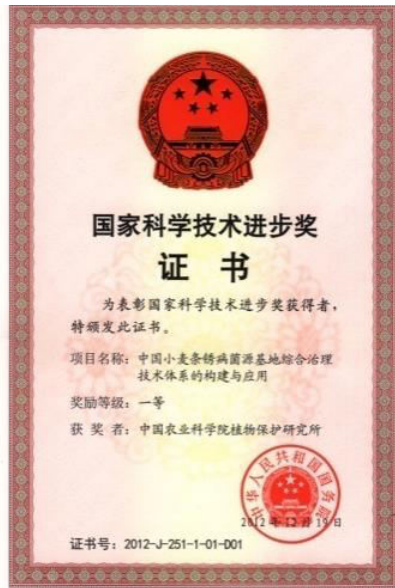 国家科学技术进步奖
证书
为表彰国家科学技术进步奖获得者，
特颁发此证书。
项目名称：中国小麦条锈病菌源基地综合治理
技术体系的构建与应用
奖励等级：一等
获奖者：中国农业科学院植物保护研究所
中华人民共和国国务院
2012年12月19日
证书号：2012-J-251-1-01-D01